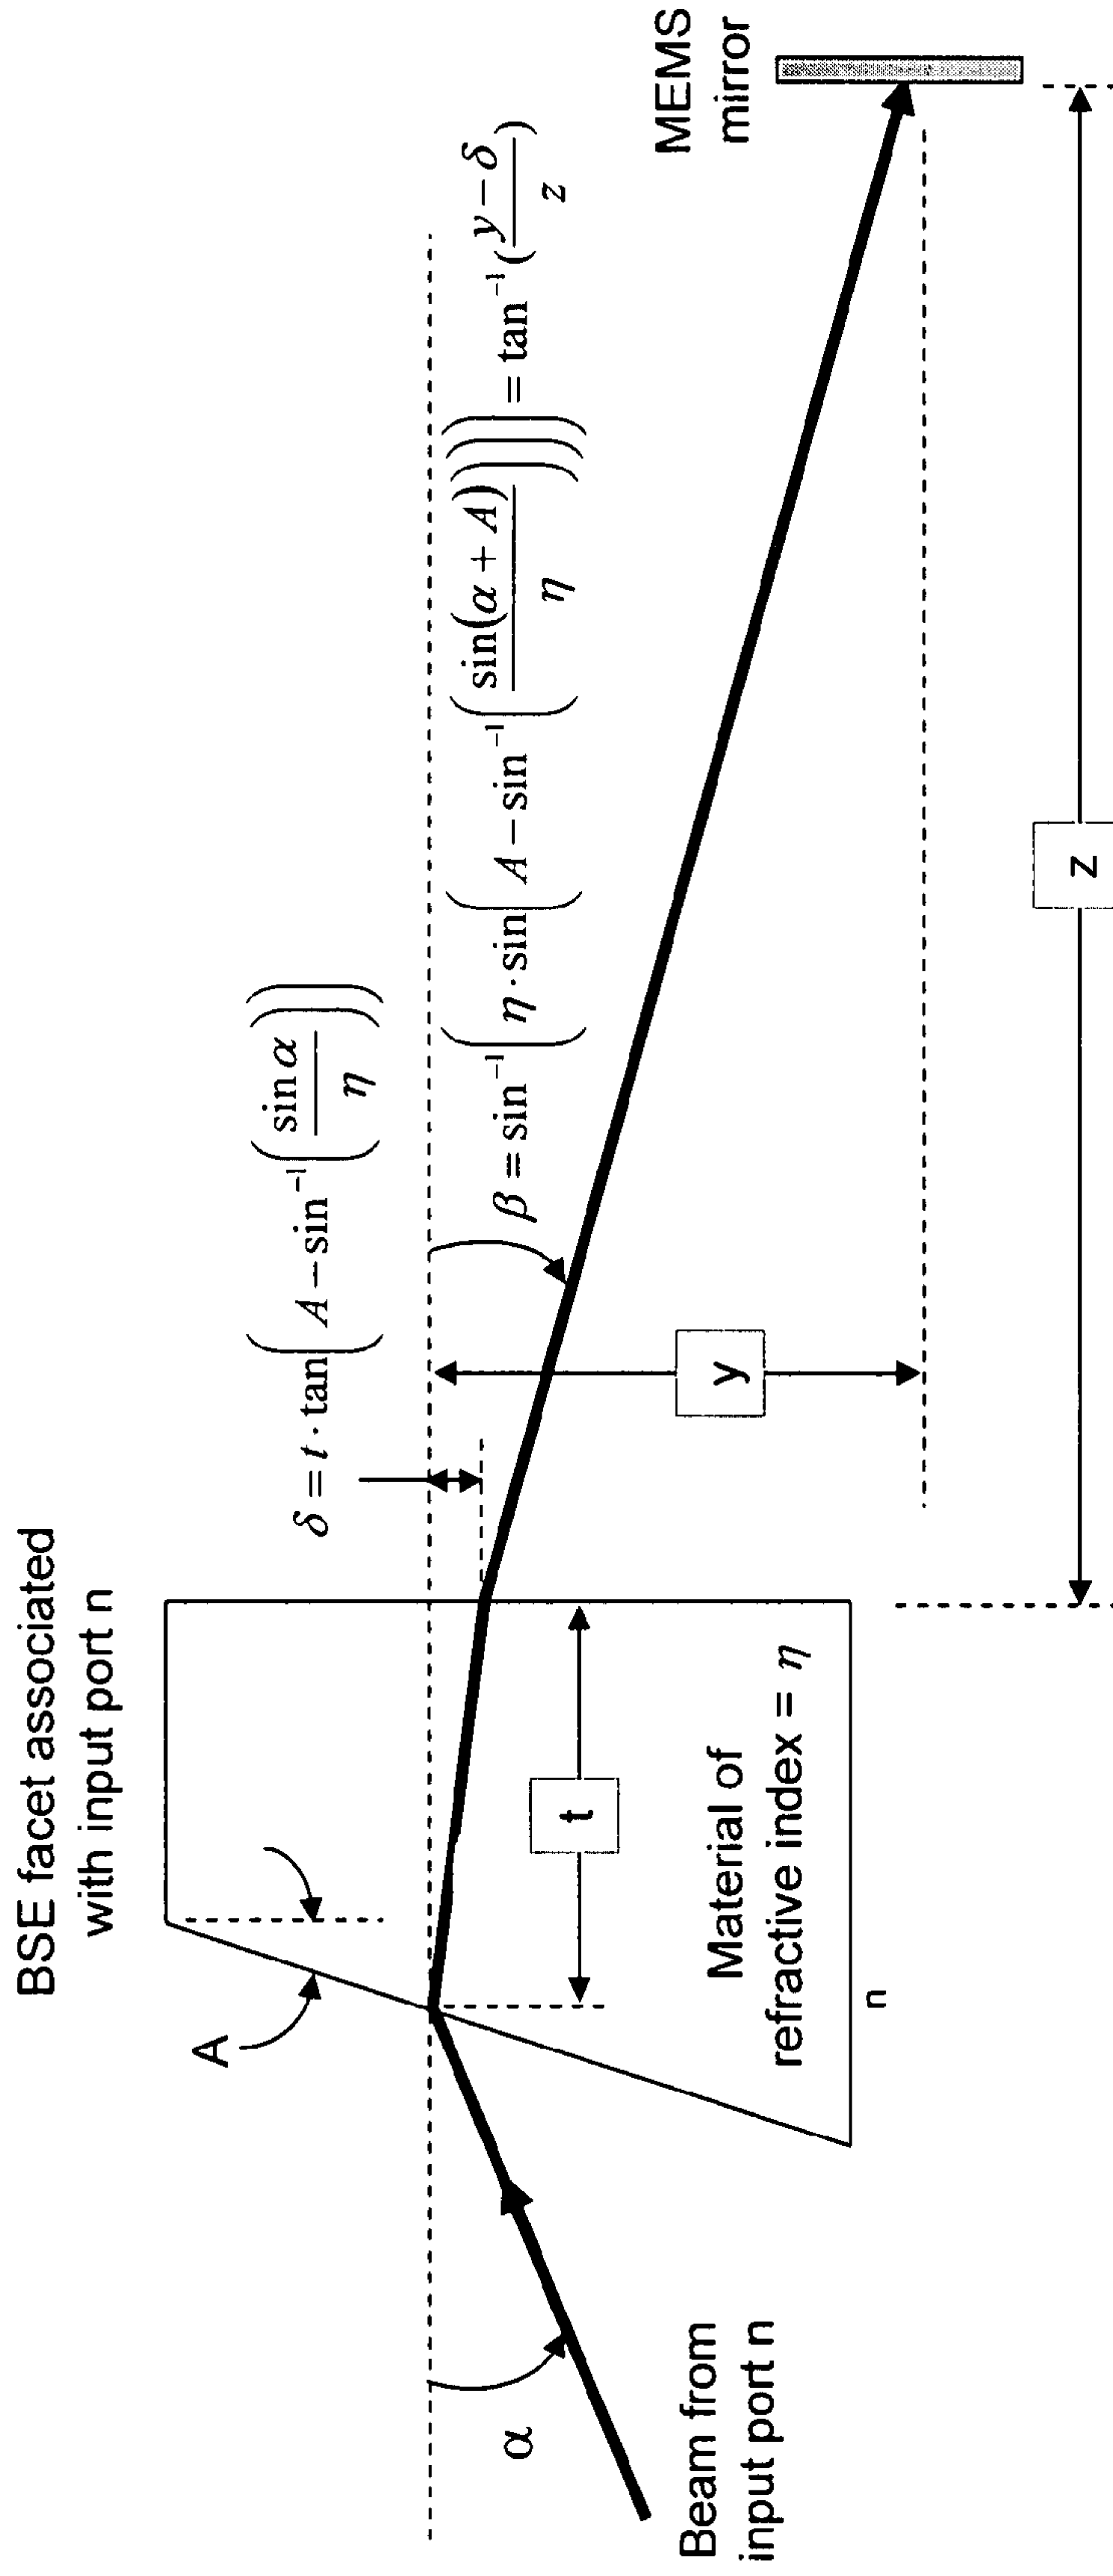 BSE facet associated
with input port n
δ = t · tan(A − sin⁻¹(sin α / η))
β = sin⁻¹(η · sin(A − sin⁻¹(sin(α + A) / η))) = tan⁻¹((y − δ) / z)
A
α
t
y
z
Material of
refractive index = η
n
Beam from
input port n
MEMS
mirror